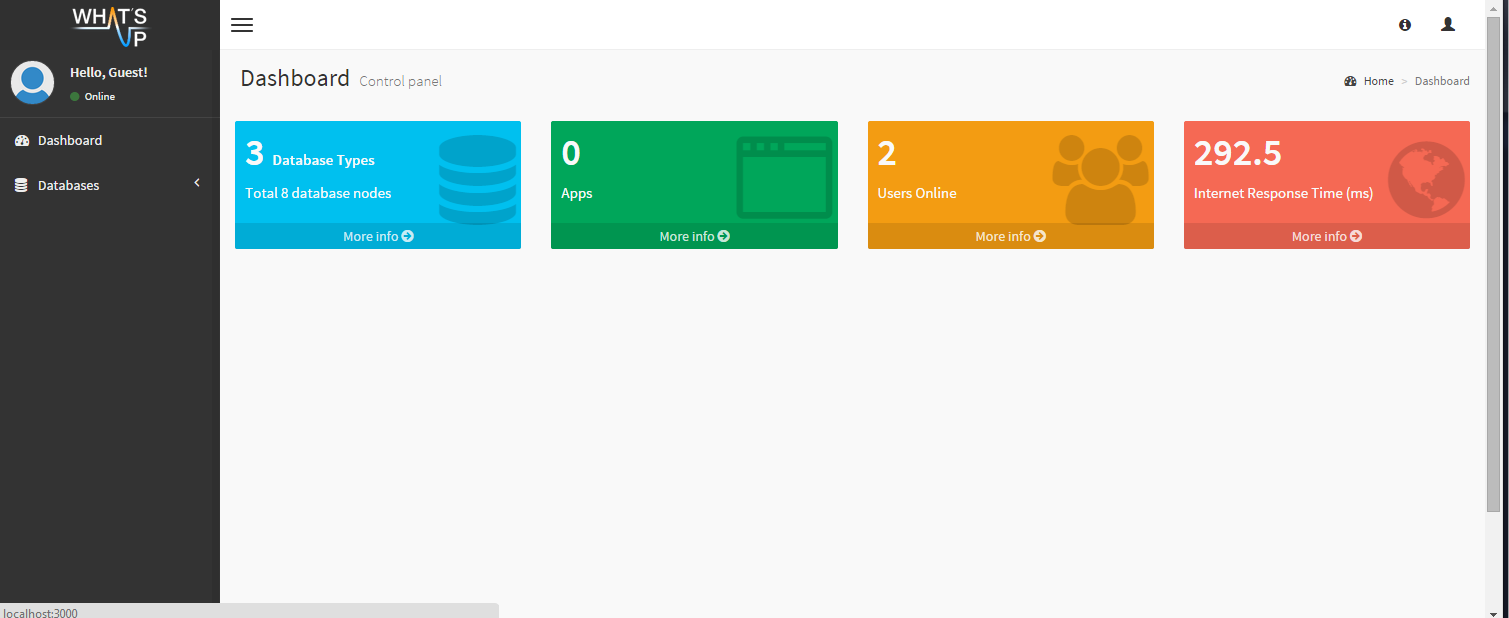 WHAT'S
UP
Hello, Guest!
Online
Dashboard
Databases
Dashboard Control panel
Home > Dashboard
3 Database Types
Total 8 database nodes
More info
0
Apps
More info
2
Users Online
More info
292.5
Internet Response Time (ms)
More info
localhost:3000